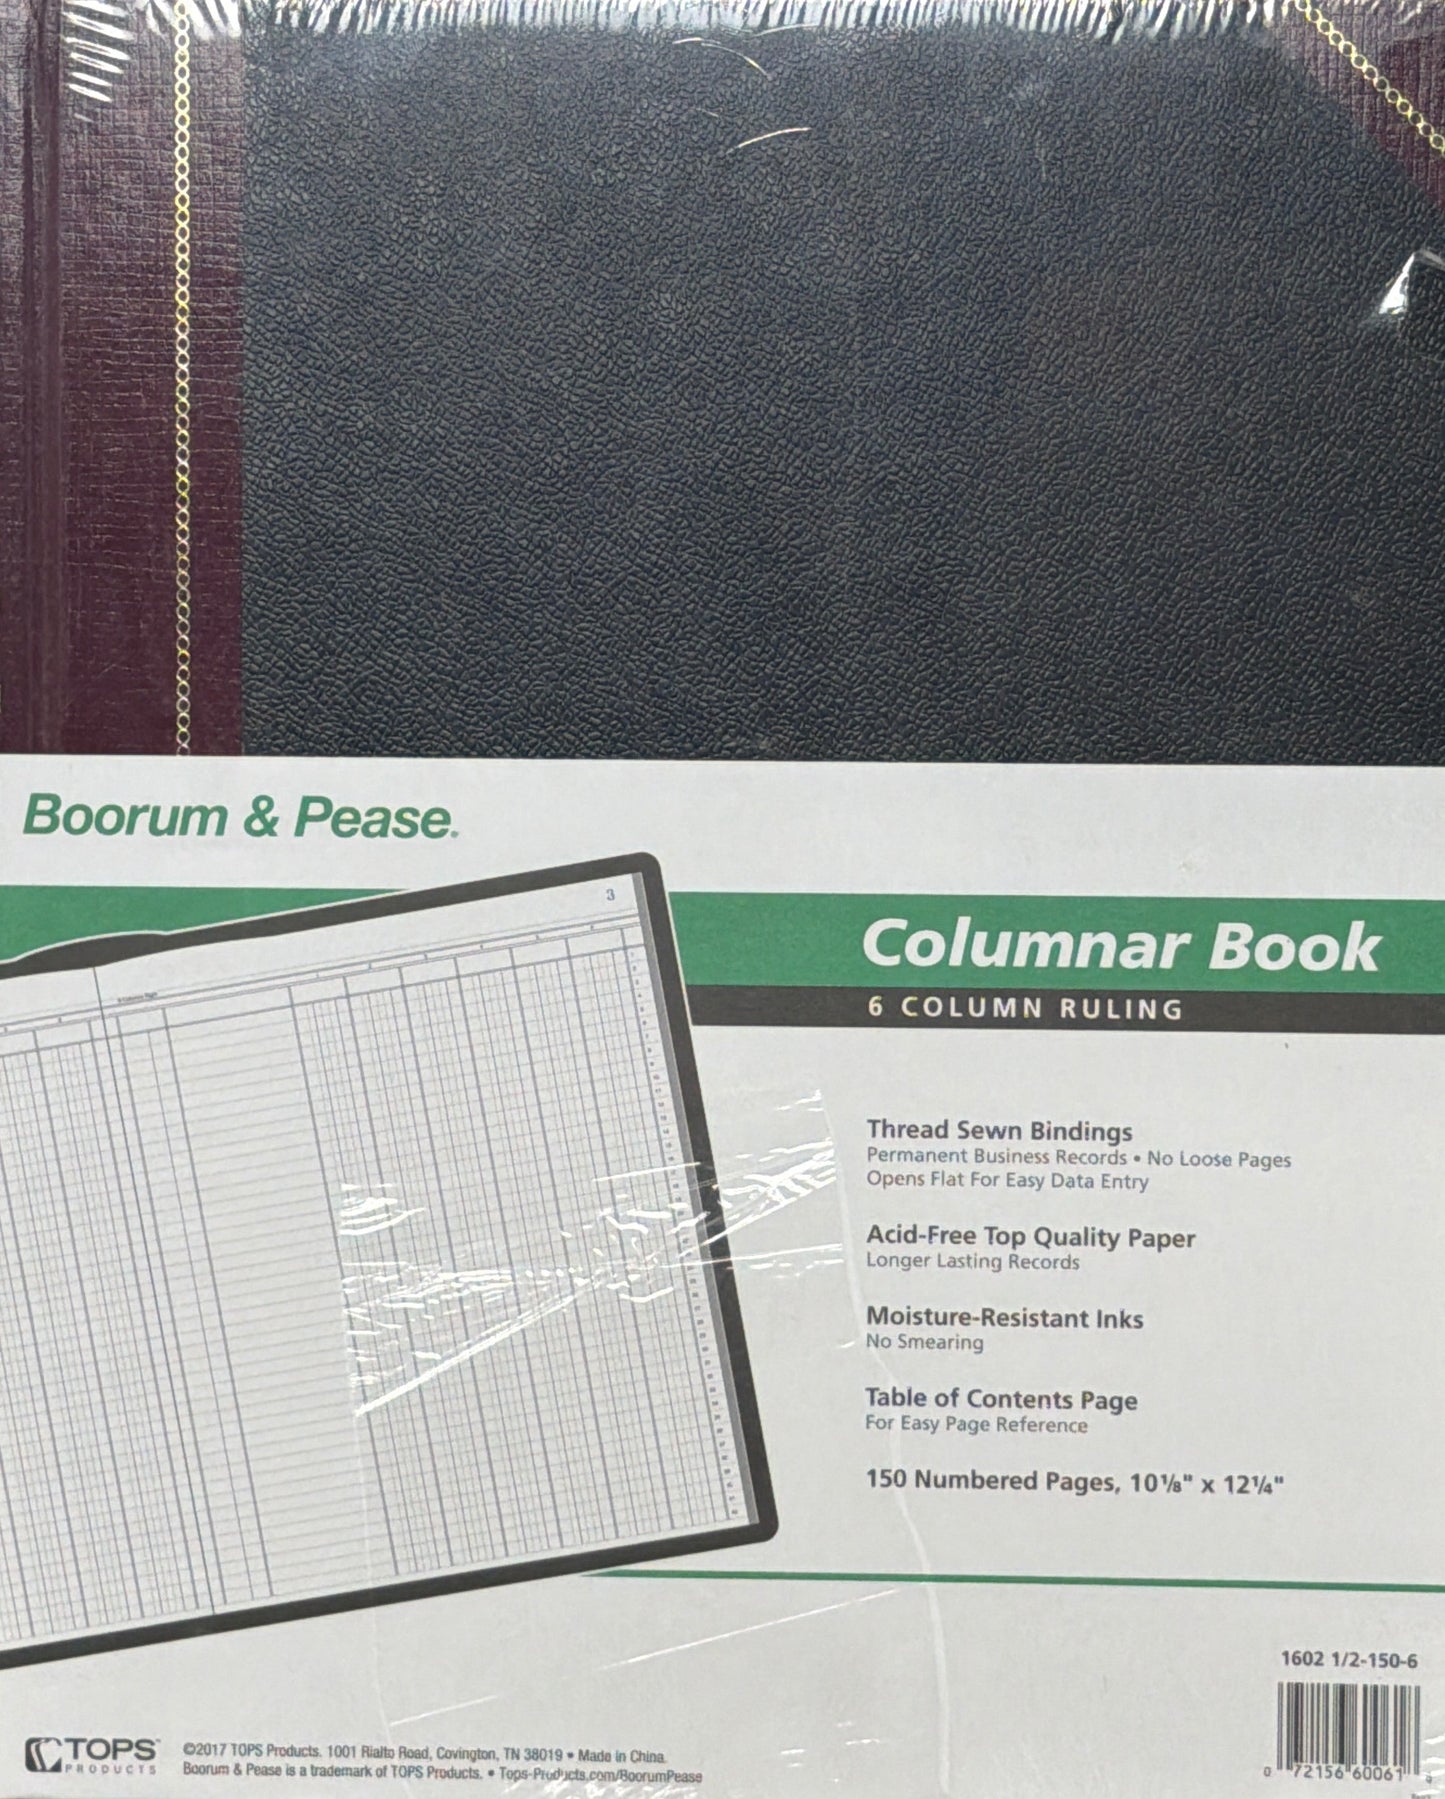 Boorum & Pease.
3
Columnar Book
6 COLUMN RULING
Thread Sewn Bindings
Permanent Business Records • No Loose Pages
Opens Flat For Easy Data Entry
Acid-Free Top Quality Paper
Longer Lasting Records
Moisture-Resistant Inks
No Smearing
Table of Contents Page
For Easy Page Reference
150 Numbered Pages, 10⅛" x 12¼"
1602 1/2-150-6
TOPS
PRODUCTS
©2017 TOPS Products. 1001 Rialto Road, Covington, TN 38019 • Made in China.
Boorum & Pease is a trademark of TOPS Products. • Tops-Products.com/BoorumPease
0 72156 60061 9